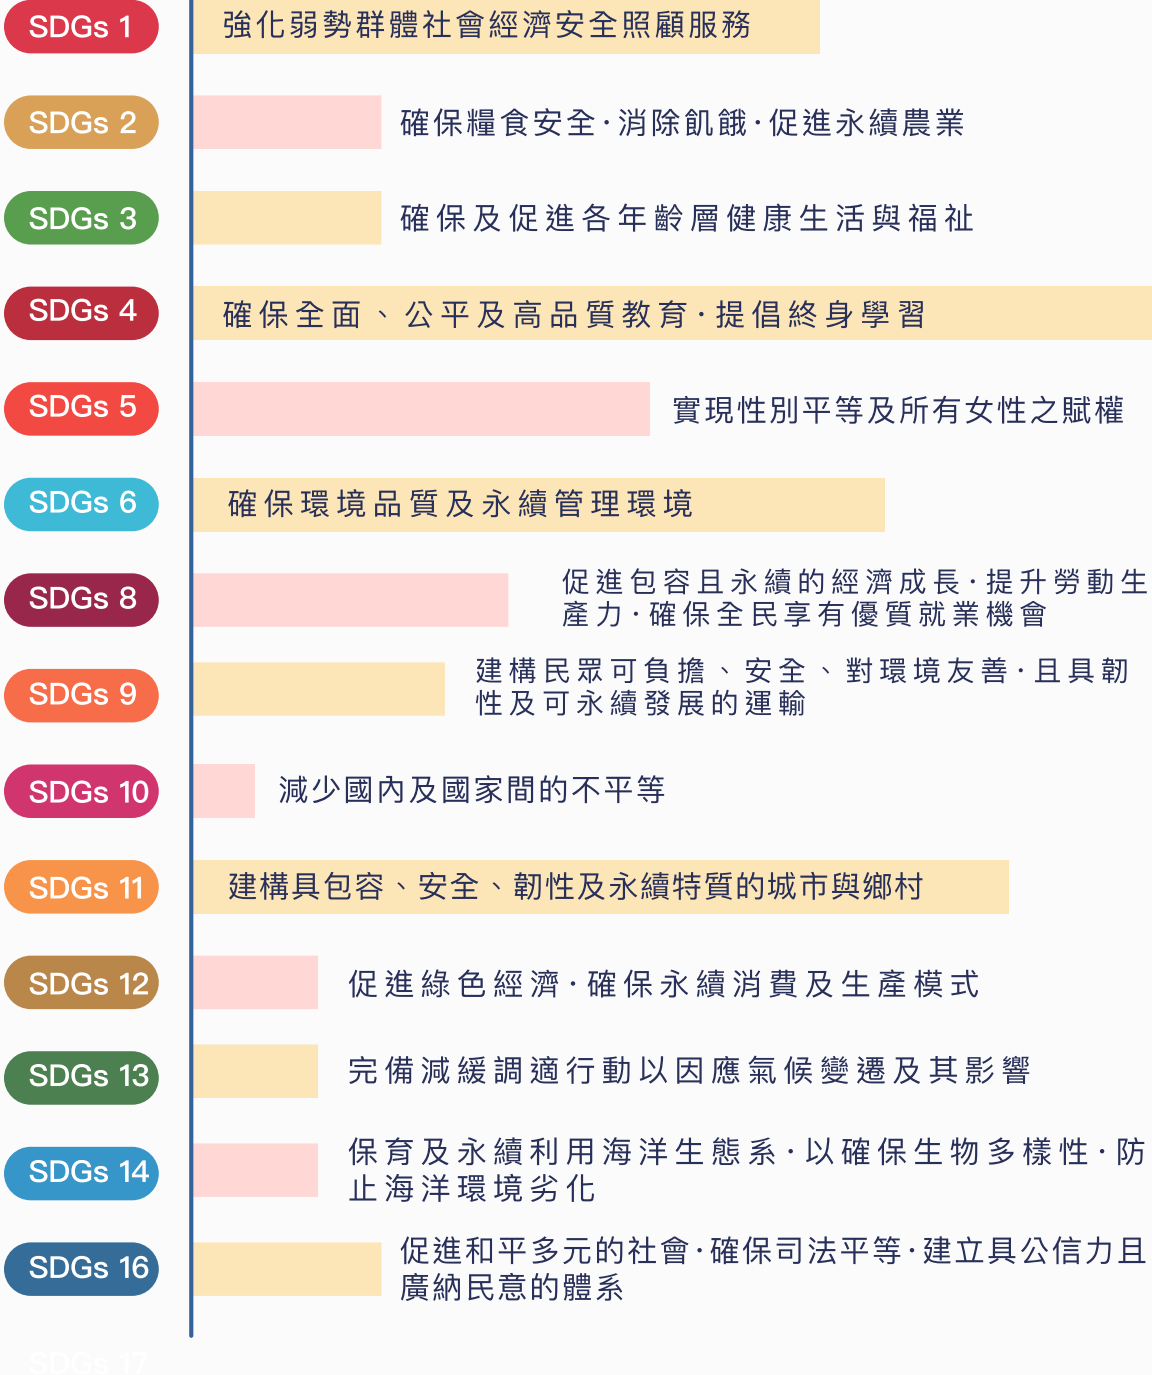 SDGs 1
強化弱勢群體社會經濟安全照顧服務
SDGs 2
確保糧食安全·消除飢餓·促進永續農業
SDGs 3
確保及促進各年齡層健康生活與福祉
SDGs 4
確保全面、公平及高品質教育·提倡終身學習
SDGs 5
實現性別平等及所有女性之賦權
SDGs 6
確保環境品質及永續管理環境
SDGs 8
促進包容且永續的經濟成長·提升勞動生
產力·確保全民享有優質就業機會
SDGs 9
建構民眾可負擔、安全、對環境友善·且具韌
性及可永續發展的運輸
SDGs 10
減少國內及國家間的不平等
SDGs 11
建構具包容、安全、韌性及永續特質的城市與鄉村
SDGs 12
促進綠色經濟·確保永續消費及生產模式
SDGs 13
完備減緩調適行動以因應氣候變遷及其影響
SDGs 14
保育及永續利用海洋生態系·以確保生物多樣性·防
止海洋環境劣化
SDGs 16
促進和平多元的社會·確保司法平等·建立具公信力且
廣納民意的體系
SDGs 17